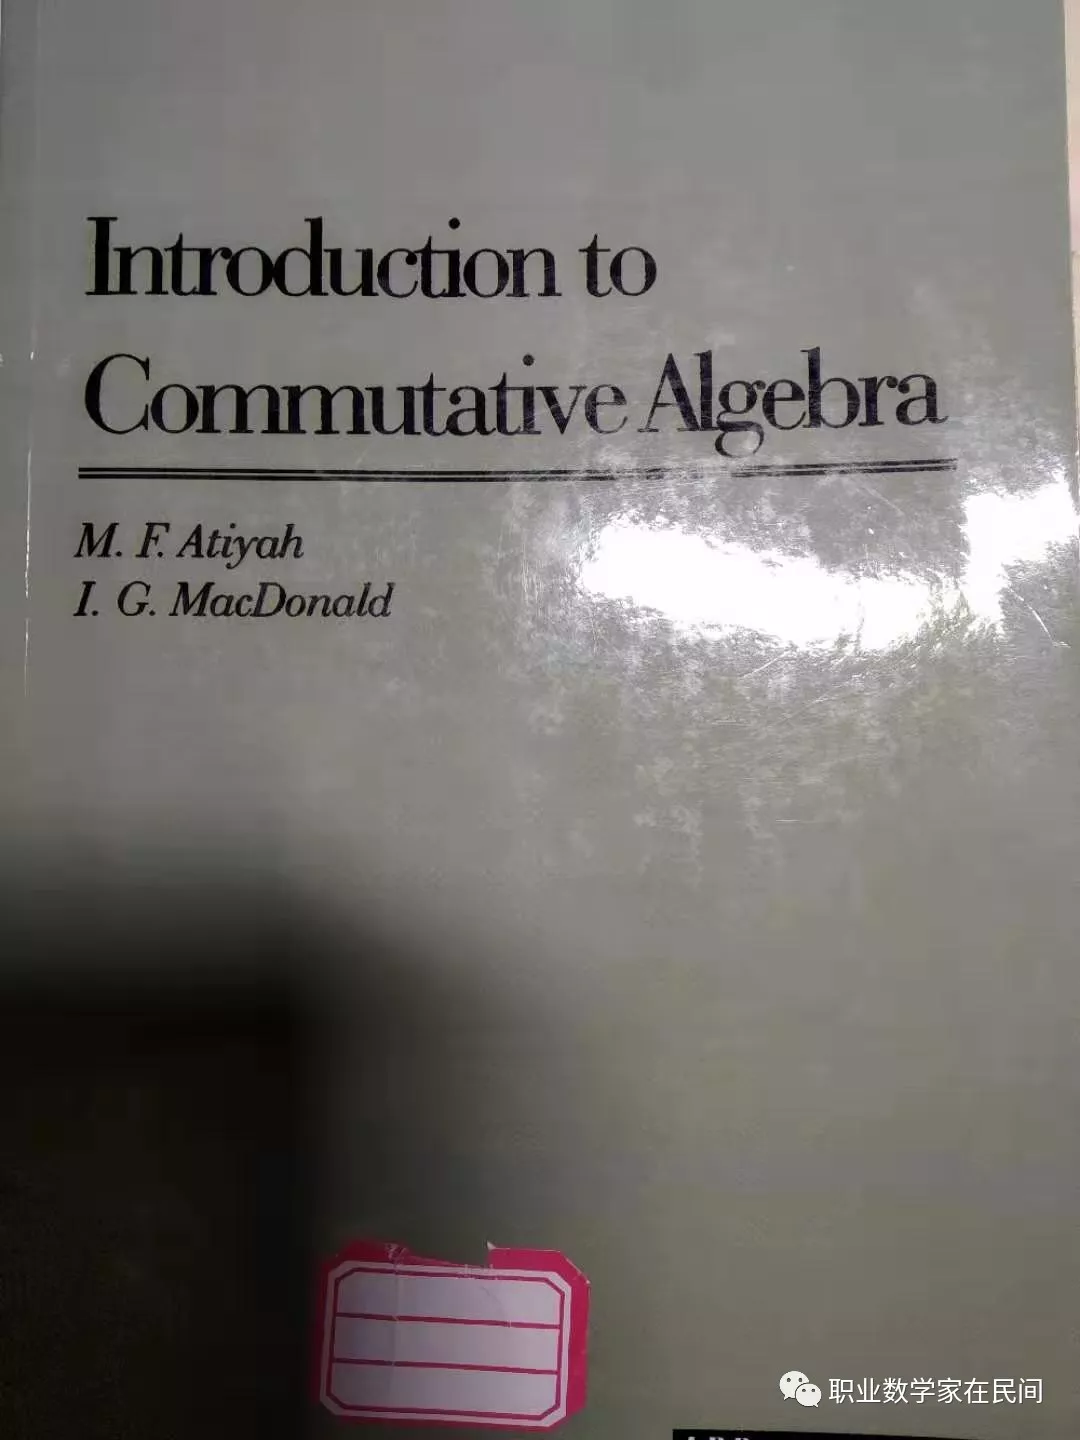 Introduction to
Commutative Algebra
M. F. Atiyah
I. G. MacDonald
职业数学家在民间